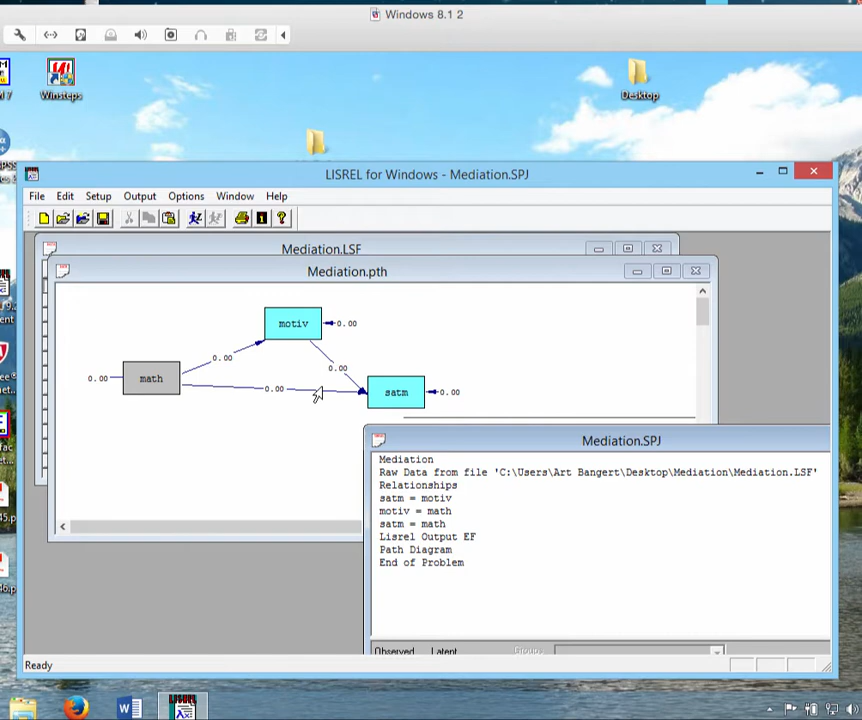 Windows 8.1 2
Winsteps
Desktop
LISREL for Windows - Mediation.SPJ
File Edit Setup Output Options Window Help
Mediation.LSF
Mediation.pth
motiv
0.00
0.00
0.00
0.00
math
0.00
satm
0.00
Mediation.SPJ
Mediation
Raw Data from file 'C:\Users\Art Bangert\Desktop\Mediation\Mediation.LSF'
Relationships
satm = motiv
motiv = math
satm = math
Lisrel Output EF
Path Diagram
End of Problem
Observed Latent Groups
Ready